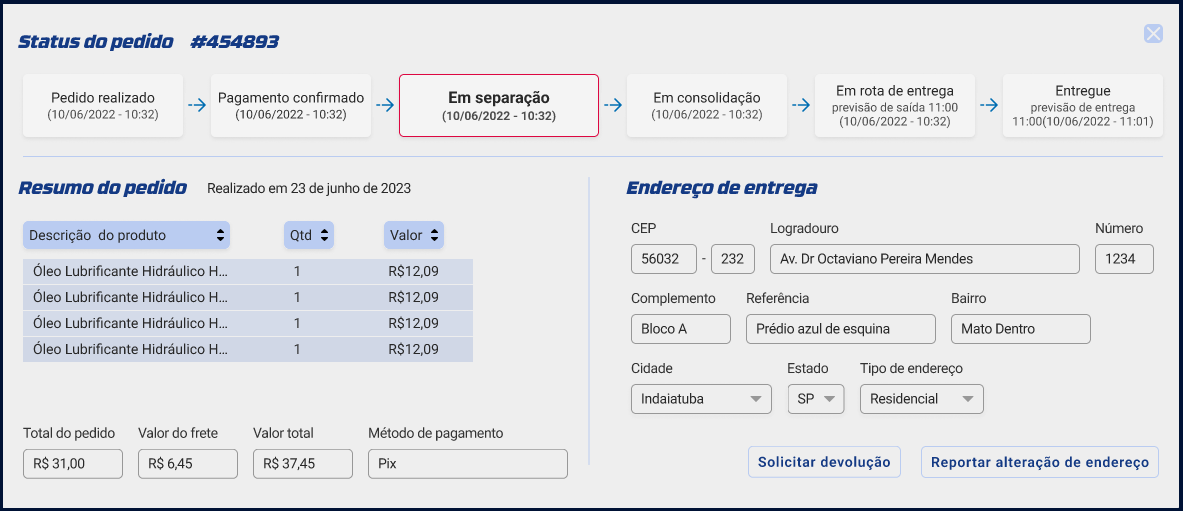 Status do pedido #454893
Pedido realizado
(10/06/2022 - 10:32)
Pagamento confirmado
(10/06/2022 - 10:32)
Em separação
(10/06/2022 - 10:32)
Em consolidação
(10/06/2022 - 10:32)
Em rota de entrega
previsão de saída 11:00
(10/06/2022 - 10:32)
Entregue
previsão de entrega
11:00(10/06/2022 - 11:01)
Resumo do pedido Realizado em 23 de junho de 2023
Descrição do produto Qtd Valor
Óleo Lubrificante Hidráulico H... 1 R$12,09
Óleo Lubrificante Hidráulico H... 1 R$12,09
Óleo Lubrificante Hidráulico H... 1 R$12,09
Óleo Lubrificante Hidráulico H... 1 R$12,09
Total do pedido Valor do frete Valor total Método de pagamento
R$ 31,00 R$ 6,45 R$ 37,45 Pix
Endereço de entrega
CEP Logradouro Número
56032 - 232 Av. Dr Octaviano Pereira Mendes 1234
Complemento Referência Bairro
Bloco A Prédio azul de esquina Mato Dentro
Cidade Estado Tipo de endereço
Indaiatuba SP Residencial
Solicitar devolução Reportar alteração de endereço